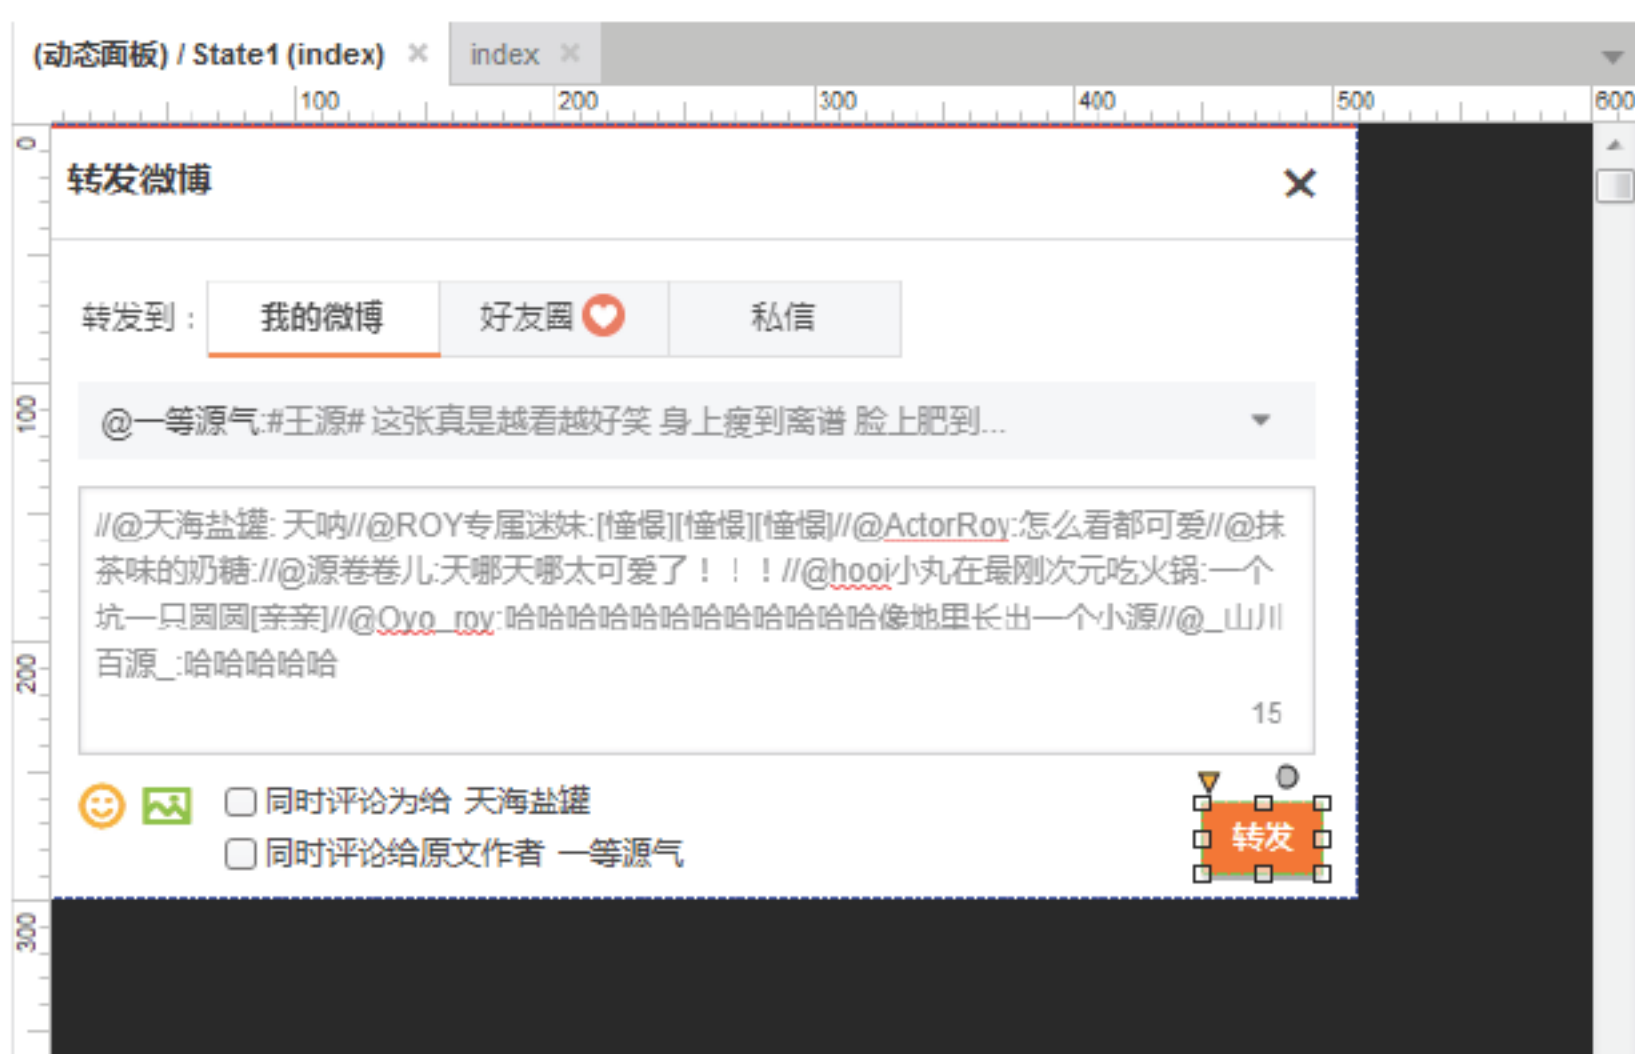 (动态面板) / State1 (index)
index
100
200
300
400
500
600
0
转发微博
转发到：
我的微博
好友圈
私信
100
@一等源气:#王源# 这张真是越看越好笑 身上瘦到离谱 脸上肥到...
//@天海盐罐: 天呐//@ROY专属迷妹:[憧憬][憧憬][憧憬]//@ActorRoy:怎么看都可爱//@抹
茶味的奶糖://@源卷卷儿:天哪天哪太可爱了！！！//@hooi小丸在最刚次元吃火锅:一个
坑一只圆圆[亲亲]//@Oyo_roy:哈哈哈哈哈哈哈哈哈哈哈哈像地里长出一个小源//@_山川
百源_:哈哈哈哈哈
200
15
同时评论为给 天海盐罐
同时评论给原文作者 一等源气
转发
300